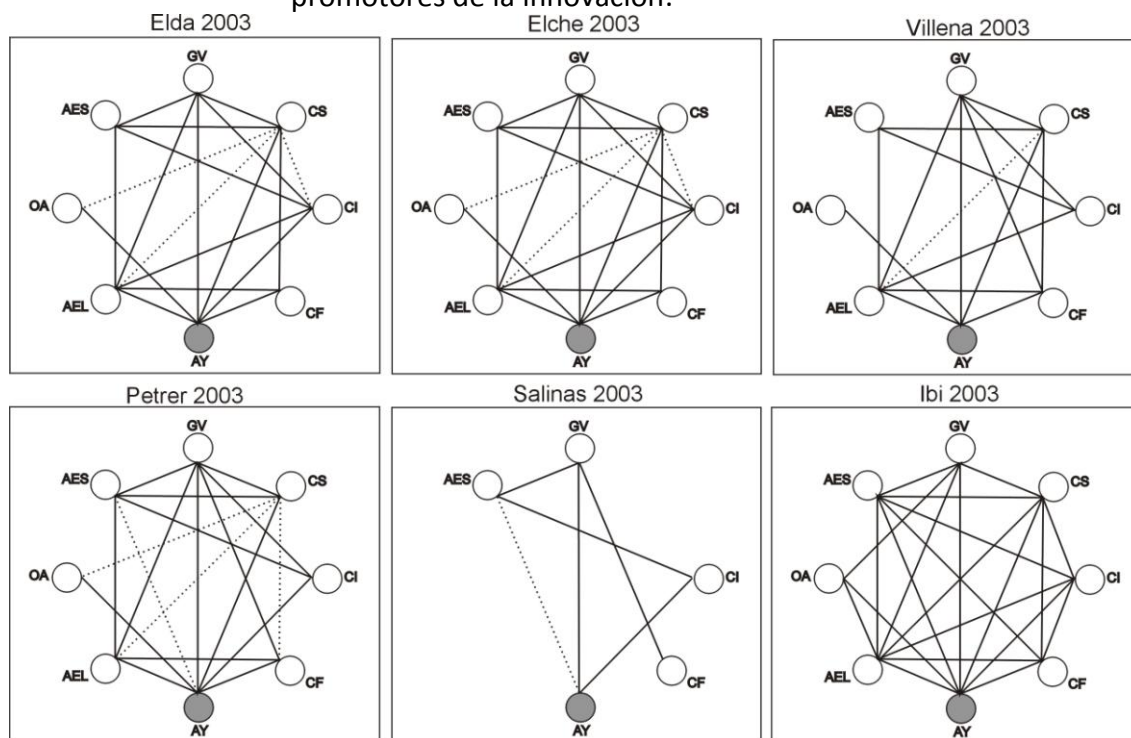 promotores de la innovación.
Elda 2003
GV
AES
CS
OA
CI
AEL
CF
AY
Elche 2003
GV
AES
CS
OA
CI
AEL
CF
AY
Villena 2003
GV
AES
CS
OA
CI
AEL
CF
AY
Petrer 2003
GV
AES
CS
OA
CI
AEL
CF
AY
Salinas 2003
GV
AES
CI
CF
AY
Ibi 2003
GV
AES
CS
OA
CI
AEL
CF
AY